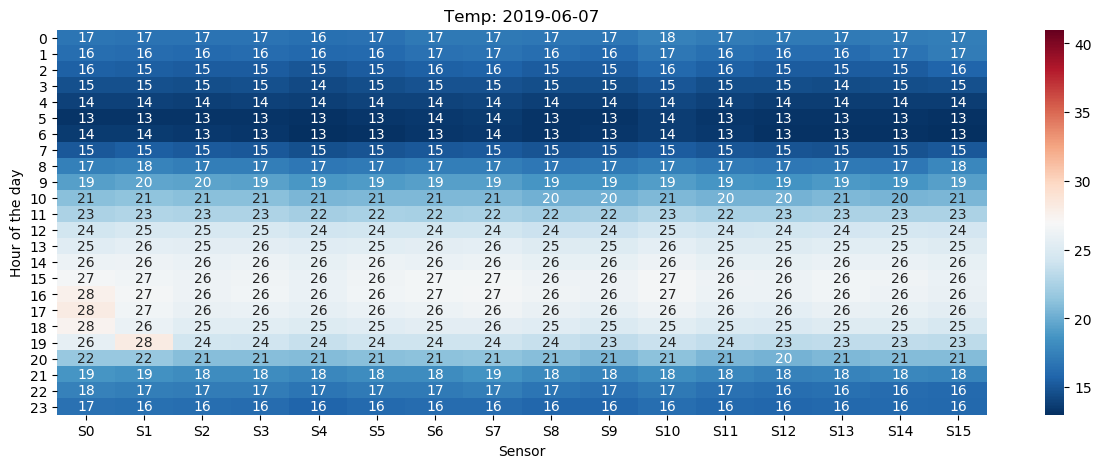 Temp: 2019-06-07
0 17 17 17 17 16 17 17 17 17 17 18 17 17 17 17 17
1 16 16 16 16 16 16 17 17 16 16 17 16 16 16 17 17
2 16 15 15 15 15 15 16 16 15 15 16 16 15 15 15 16
3 15 15 15 15 14 15 15 15 15 15 15 15 15 14 15 15
4 14 14 14 14 14 14 14 14 14 14 14 14 14 14 14 14
5 13 13 13 13 13 13 14 14 13 13 14 13 13 13 13 13
6 14 14 13 13 13 13 13 14 13 13 14 13 13 13 13 13
7 15 15 15 15 15 15 15 15 15 15 15 15 15 15 15 15
8 17 18 17 17 17 17 17 17 17 17 17 17 17 17 17 18
9 19 20 20 19 19 19 19 19 19 19 19 19 19 19 19 19
10 21 21 21 21 21 21 21 21 20 20 21 20 20 21 20 21
11 23 23 23 23 22 22 22 22 22 22 23 22 23 23 23 23
12 24 25 25 25 24 24 24 24 24 24 25 24 24 24 25 24
13 25 26 25 26 25 25 26 26 25 25 26 25 25 25 25 25
14 26 26 26 26 26 26 26 26 26 26 26 26 26 26 26 26
15 27 27 26 26 26 26 27 27 26 26 27 26 26 26 26 26
16 28 27 26 26 26 26 27 27 26 26 27 26 26 26 26 26
17 28 27 26 26 26 26 26 26 26 26 26 26 26 26 26 26
18 28 26 25 25 25 25 25 25 25 25 25 25 25 25 25 25
19 26 28 24 24 24 24 24 24 24 23 24 24 23 23 23 23
20 22 22 21 21 21 21 21 21 21 21 21 21 20 21 21 21
21 19 19 18 18 18 18 18 19 18 18 18 18 18 18 18 18
22 18 17 17 17 17 17 17 17 17 17 17 17 16 16 16 16
23 17 16 16 16 16 16 16 16 16 16 16 16 16 16 16 16
S0 S1 S2 S3 S4 S5 S6 S7 S8 S9 S10 S11 S12 S13 S14 S15
Sensor
Hour of the day
40
35
30
25
20
15